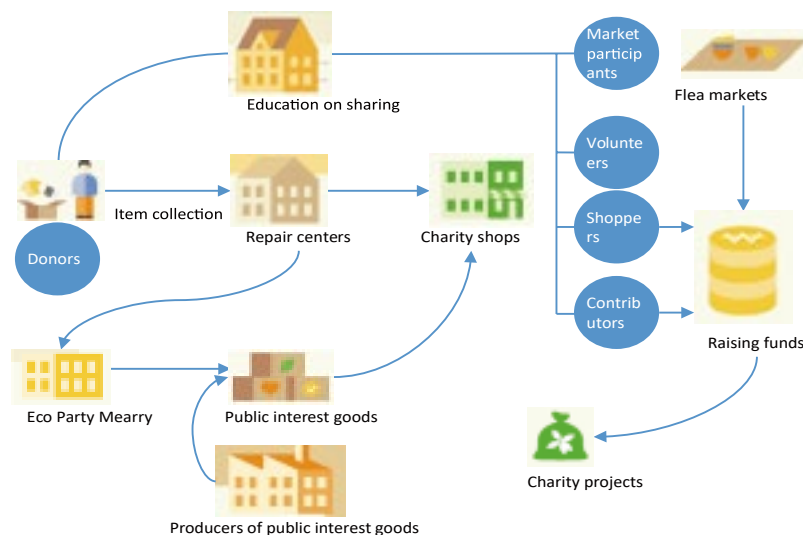 Market
particip
ants
Education on sharing
Flea markets
Volunte
ers
Item collection
Donors
Repair centers
Charity shops
Shoppe
rs
Contrib
utors
Raising funds
Eco Party Mearry
Public interest goods
Charity projects
Producers of public interest goods